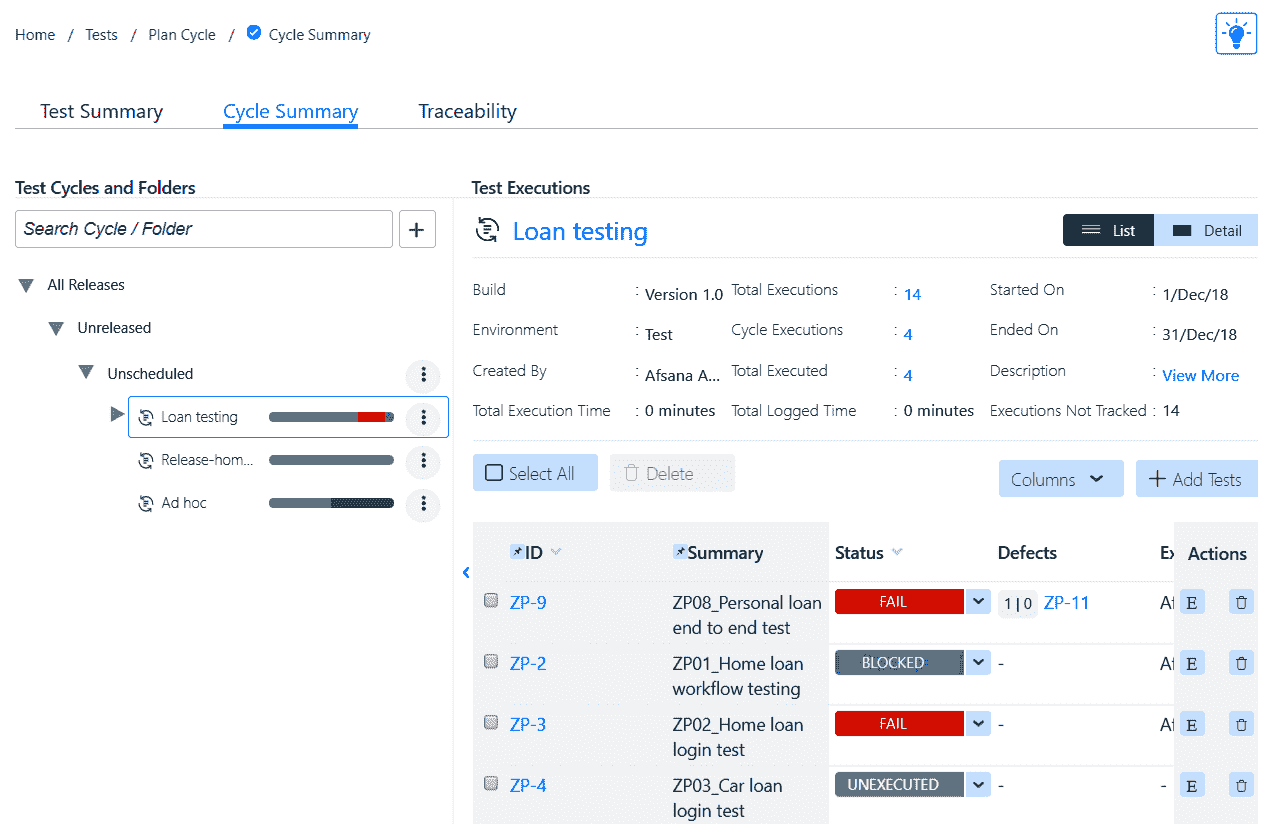 Home / Tests / Plan Cycle / Cycle Summary
Test Summary Cycle Summary Traceability
Test Cycles and Folders
Search Cycle / Folder
+
All Releases
Unreleased
Unscheduled
Loan testing
Release-hom...
Ad hoc
Test Executions
Loan testing
List Detail
Build : Version 1.0 Total Executions : 14 Started On : 1/Dec/18
Environment : Test Cycle Executions : 4 Ended On : 31/Dec/18
Created By : Afsana A... Total Executed : 4 Description : View More
Total Execution Time : 0 minutes Total Logged Time : 0 minutes Executions Not Tracked : 14
Select All Delete Columns + Add Tests
ID Summary Status Defects Ex Actions
ZP-9 ZP08_Personal loan FAIL 1 | 0 ZP-11 Af E
end to end test
ZP-2 ZP01_Home loan BLOCKED - Af E
workflow testing
ZP-3 ZP02_Home loan FAIL - Af E
login test
ZP-4 ZP03_Car loan UNEXECUTED - - E
login test